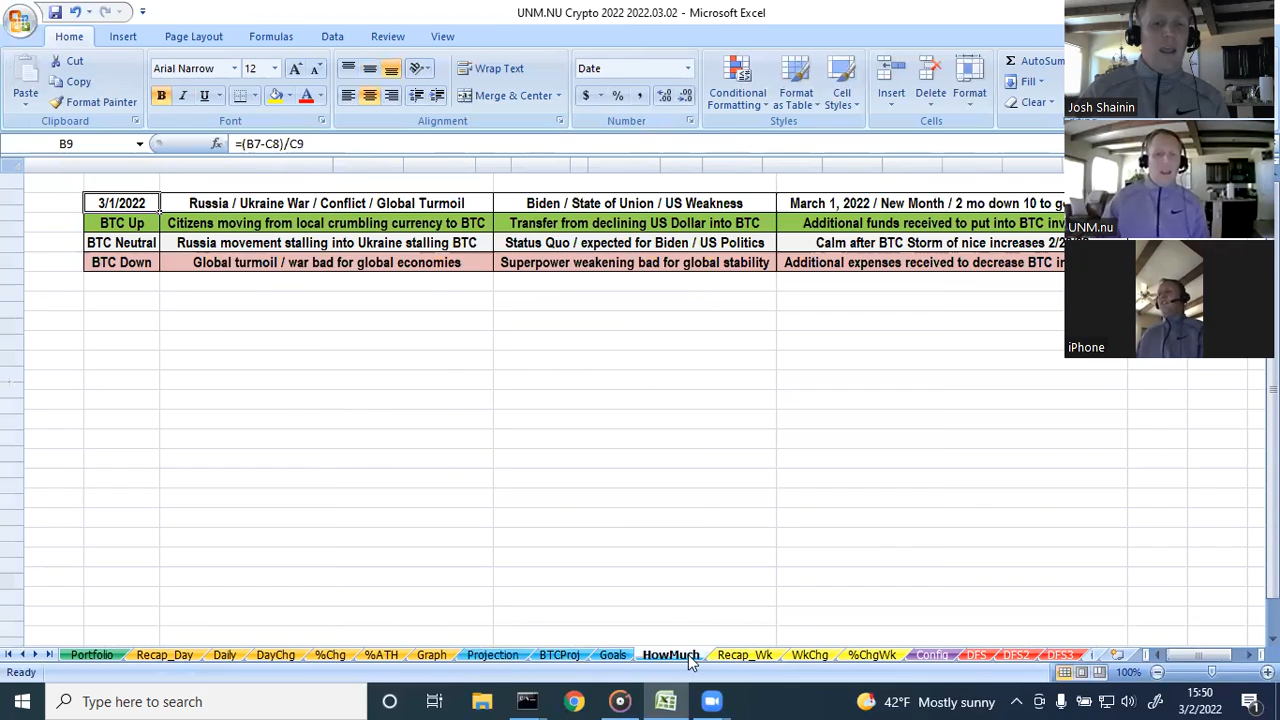 UNM.NU Crypto 2022 2022.03.02 - Microsoft Excel
Home Insert Page Layout Formulas Data Review View
Paste
Cut
Copy
Format Painter
Clipboard
Arial Narrow 12
B I U
Font
Wrap Text
Merge & Center
Alignment
Date
$ % ,
Number
Conditional Formatting
Format as Table
Cell Styles
Styles
Insert Delete Format
Cells
Σ AutoSum
Fill
Clear
B9 fx =(B7-C8)/C9
3/1/2022 Russia / Ukraine War / Conflict / Global Turmoil Biden / State of Union / US Weakness March 1, 2022 / New Month / 2 mo down 10 to
BTC Up Citizens moving from local crumbling currency to BTC Transfer from declining US Dollar into BTC Additional funds received to put into BTC
BTC Neutral Russia movement stalling into Ukraine stalling BTC Status Quo / expected for Biden / US Politics Calm after BTC Storm of nice increases
BTC Down Global turmoil / war bad for global economies Superpower weakening bad for global stability Additional expenses received to decrease BTC
Josh Shainin
UNM.nu
iPhone
Portfolio Recap_Day Daily DayChg %Chg %ATH Graph Projection BTCProj Goals HowMuch Recap_Wk WkChg %ChgWk Config DFS DFS2 DFS3
Ready 100%
Type here to search
42°F Mostly sunny
15:50
3/2/2022